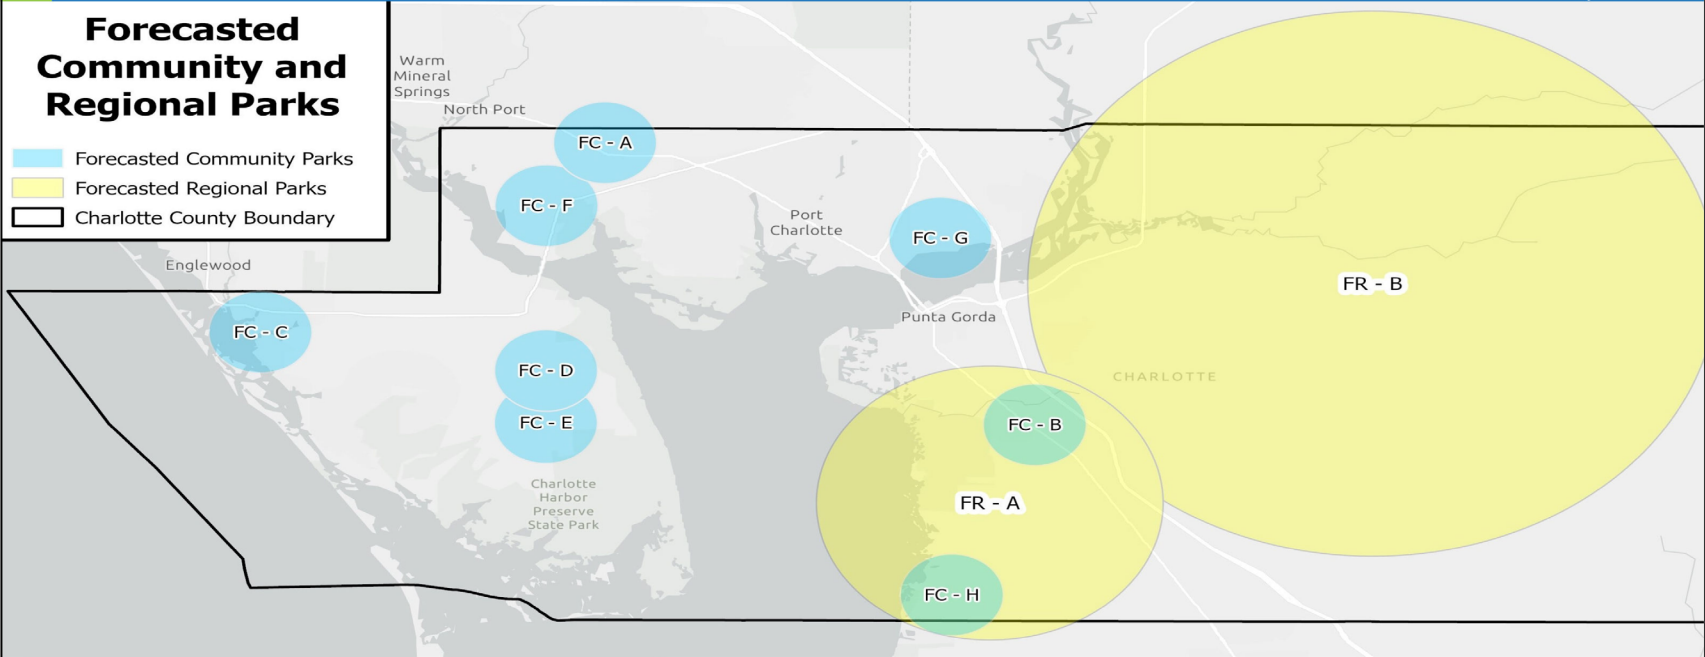 Forecasted
Community and
Regional Parks
Forecasted Community Parks
Forecasted Regional Parks
Charlotte County Boundary
Warm
Mineral
Springs
North Port
FC - A
FC - F
Port
Charlotte
FC - G
Englewood
FR - B
Punta Gorda
FC - C
FC - D
CHARLOTTE
FC - E
FC - B
Charlotte
Harbor
Preserve
State Park
FR - A
FC - H